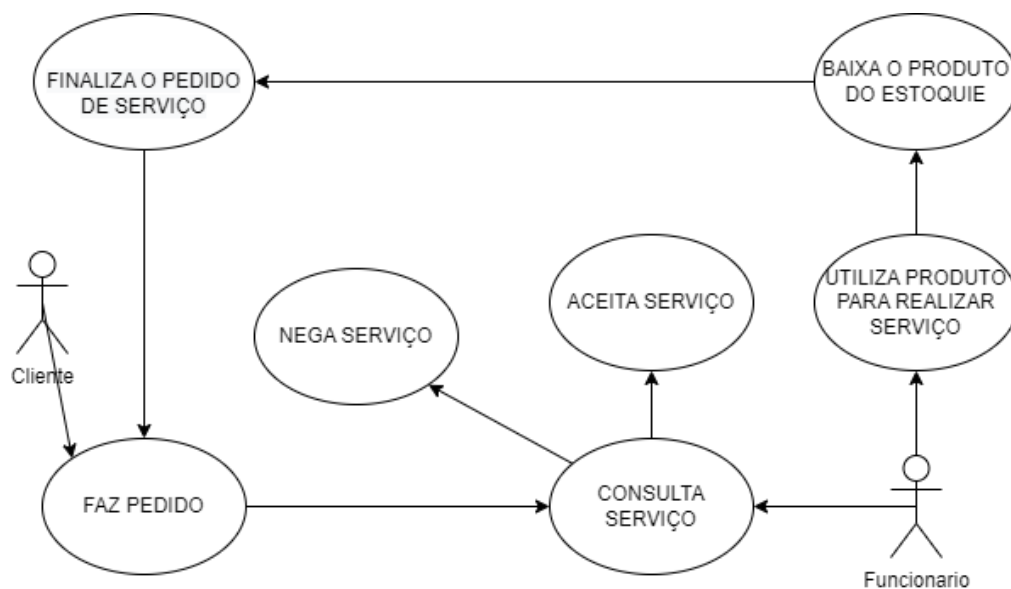 FINALIZA O PEDIDO
DE SERVIÇO
BAIXA O PRODUTO
DO ESTOQUIE
NEGA SERVIÇO
ACEITA SERVIÇO
UTILIZA PRODUTO
PARA REALIZAR
SERVIÇO
Cliente
FAZ PEDIDO
CONSULTA
SERVIÇO
Funcionario